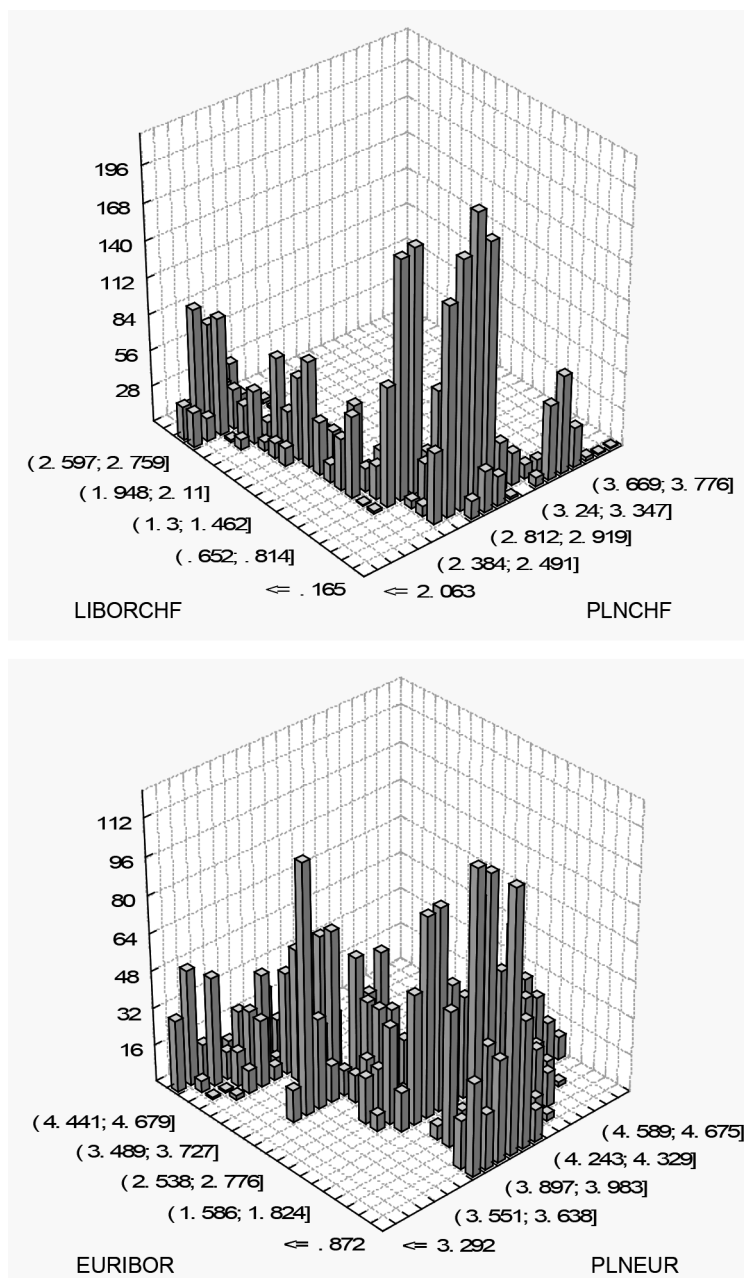 196
168
140
112
84
56
28
( 2. 597; 2. 759]
( 1. 948; 2. 11]
( 1. 3; 1. 462]
( . 652; . 814]
<= . 165
<= 2. 063
( 2. 384; 2. 491]
( 2. 812; 2. 919]
( 3. 24; 3. 347]
( 3. 669; 3. 776]
LIBORCHF
PLNCHF
112
96
80
64
48
32
16
( 4. 441; 4. 679]
( 3. 489; 3. 727]
( 2. 538; 2. 776]
( 1. 586; 1. 824]
<= . 872
<= 3. 292
( 3. 551; 3. 638]
( 3. 897; 3. 983]
( 4. 243; 4. 329]
( 4. 589; 4. 675]
EURIBOR
PLNEUR